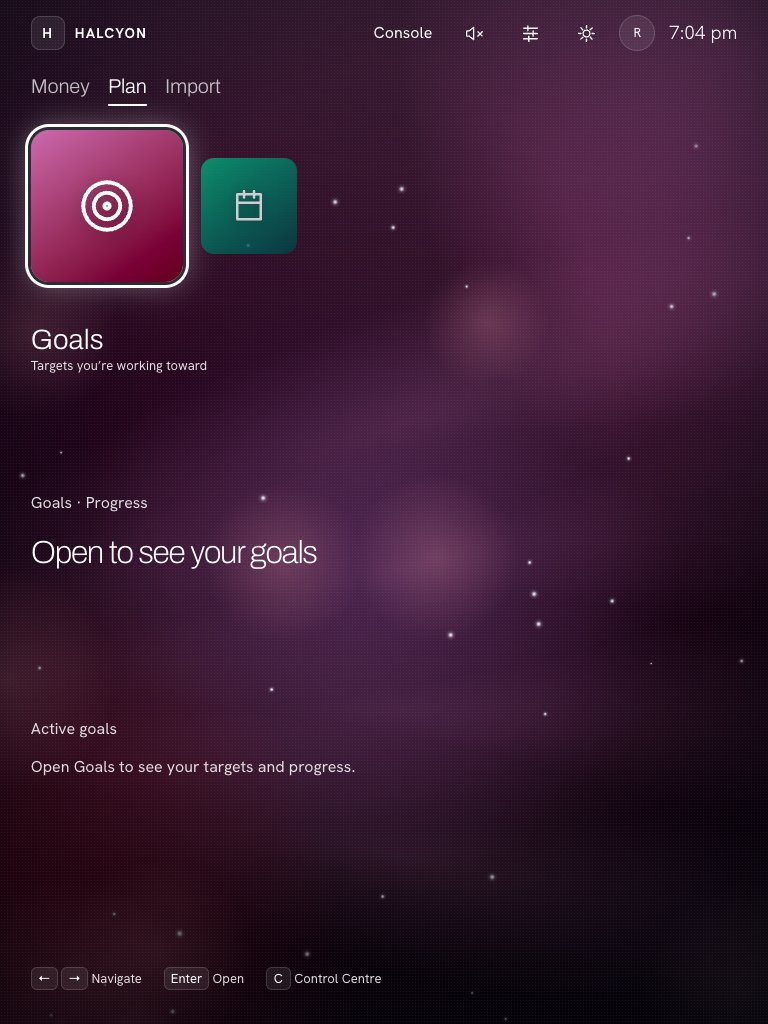 H HALCYON Console R 7:04 pm
Money Plan Import
Goals
Targets you’re working toward
Goals · Progress
Open to see your goals
Active goals
Open Goals to see your targets and progress.
← → Navigate Enter Open C Control Centre